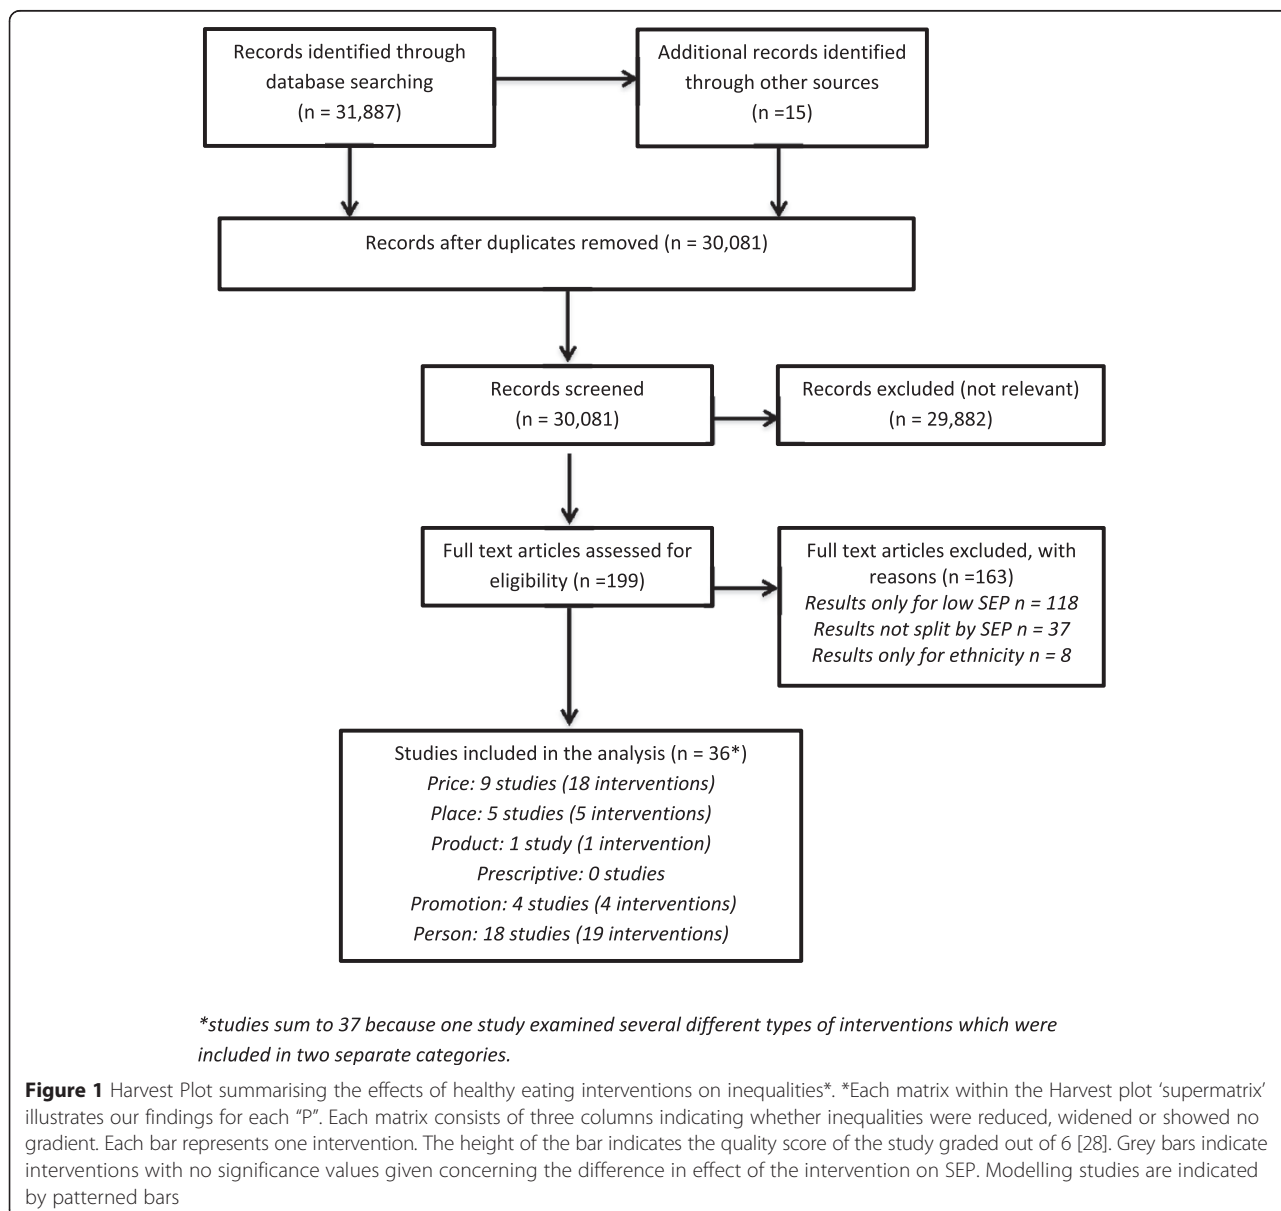 Records identified through
database searching
(n = 31,887)
Additional records identified
through other sources
(n =15)
Records after duplicates removed (n = 30,081)
Records screened
(n = 30,081)
Records excluded (not relevant)
(n = 29,882)
Full text articles assessed for
eligibility (n =199)
Full text articles excluded, with
reasons (n =163)
Results only for low SEP n = 118
Results not split by SEP n = 37
Results only for ethnicity n = 8
Studies included in the analysis (n = 36*)
Price: 9 studies (18 interventions)
Place: 5 studies (5 interventions)
Product: 1 study (1 intervention)
Prescriptive: 0 studies
Promotion: 4 studies (4 interventions)
Person: 18 studies (19 interventions)
*studies sum to 37 because one study examined several different types of interventions which were
included in two separate categories.
Figure 1 Harvest Plot summarising the effects of healthy eating interventions on inequalities*. *Each matrix within the Harvest plot ‘supermatrix’
illustrates our findings for each “P”. Each matrix consists of three columns indicating whether inequalities were reduced, widened or showed no
gradient. Each bar represents one intervention. The height of the bar indicates the quality score of the study graded out of 6 [28]. Grey bars indicate
interventions with no significance values given concerning the difference in effect of the intervention on SEP. Modelling studies are indicated
by patterned bars